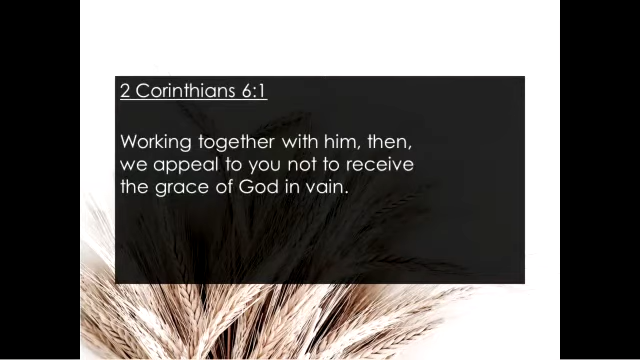 2 Corinthians 6:1
Working together with him, then,
we appeal to you not to receive
the grace of God in vain.